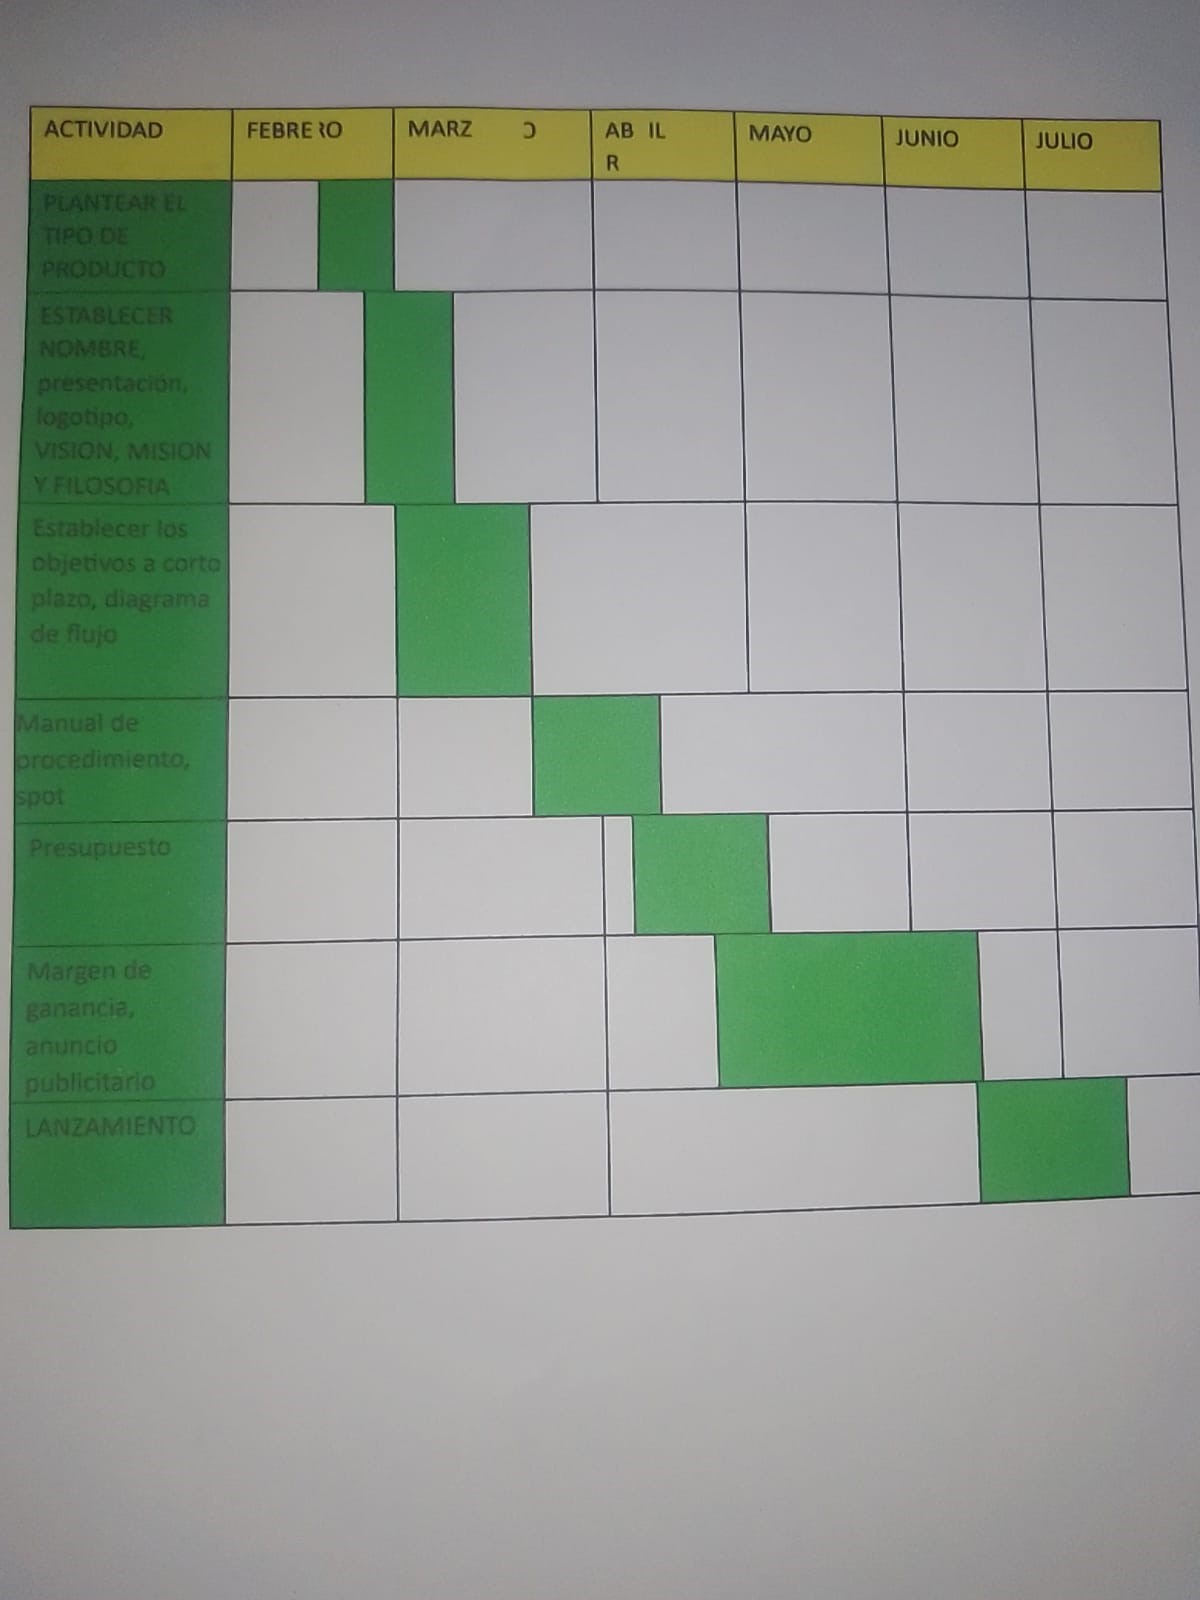 ACTIVIDAD FEBRE RO MARZ O AB IL MAYO JUNIO JULIO
R
PLANTEAR EL
TIPO DE
PRODUCTO
ESTABLECER
NOMBRE,
presentación,
logotipo,
VISION, MISION
Y FILOSOFIA
Establecer los
objetivos a corto
plazo, diagrama
de flujo
Manual de
procedimiento,
spot
Presupuesto
Margen de
ganancia,
anuncio
publicitario
LANZAMIENTO